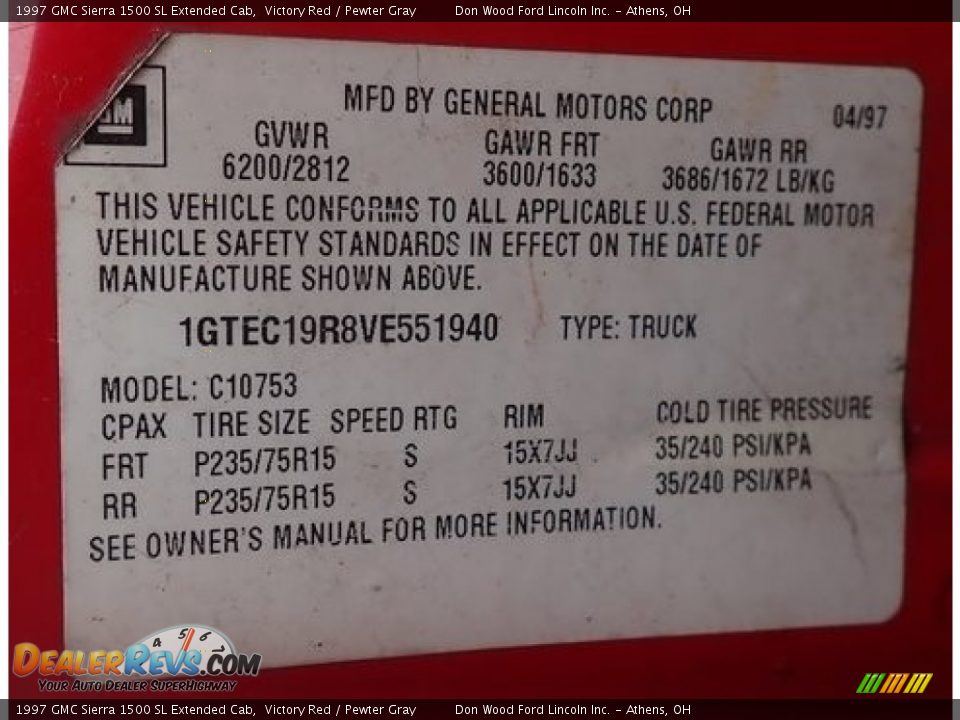 1997 GMC Sierra 1500 SL Extended Cab, Victory Red / Pewter Gray Don Wood Ford Lincoln Inc. - Athens, OH
GM
MFD BY GENERAL MOTORS CORP 04/97
GVWR GAWR FRT GAWR RR
6200/2812 3600/1633 3686/1672 LB/KG
THIS VEHICLE CONFORMS TO ALL APPLICABLE U.S. FEDERAL MOTOR
VEHICLE SAFETY STANDARDS IN EFFECT ON THE DATE OF
MANUFACTURE SHOWN ABOVE.
1GTEC19R8VE551940 TYPE: TRUCK
MODEL: C10753
CPAX TIRE SIZE SPEED RTG RIM COLD TIRE PRESSURE
FRT P235/75R15 S 15X7JJ 35/240 PSI/KPA
RR P235/75R15 S 15X7JJ 35/240 PSI/KPA
SEE OWNER'S MANUAL FOR MORE INFORMATION.
4 5 6 7
DEALERREVS.COM
YOUR AUTO DEALER SUPERHIGHWAY
1997 GMC Sierra 1500 SL Extended Cab, Victory Red / Pewter Gray Don Wood Ford Lincoln Inc. - Athens, OH